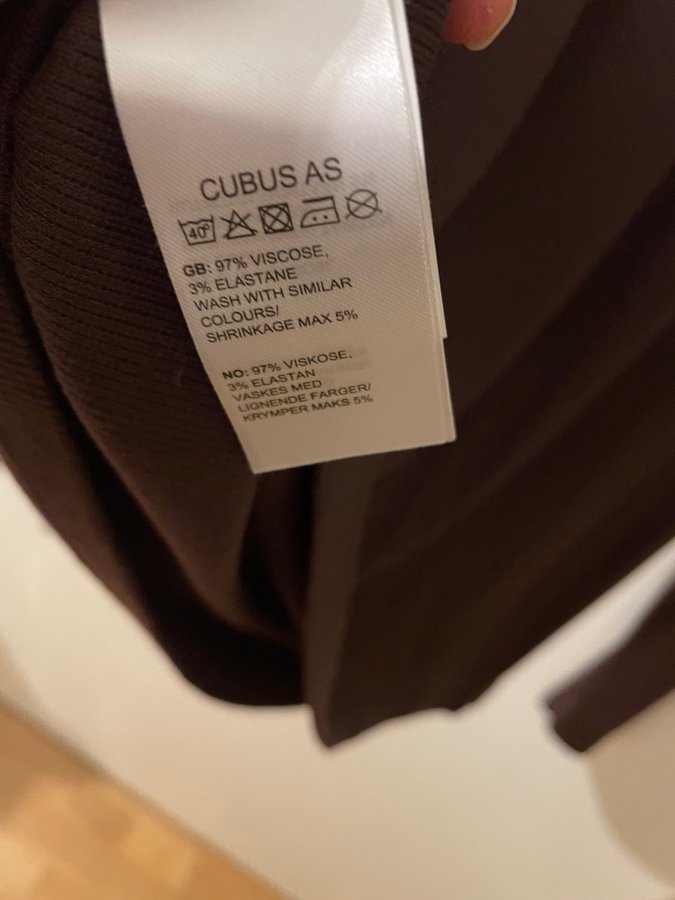 CUBUS AS
40°
GB: 97% VISCOSE,
3% ELASTANE
WASH WITH SIMILAR
COLOURS/
SHRINKAGE MAX 5%
NO: 97% VISKOSE,
3% ELASTAN
VASKES MED
LIGNENDE FARGER/
KRYMPER MAKS 5%